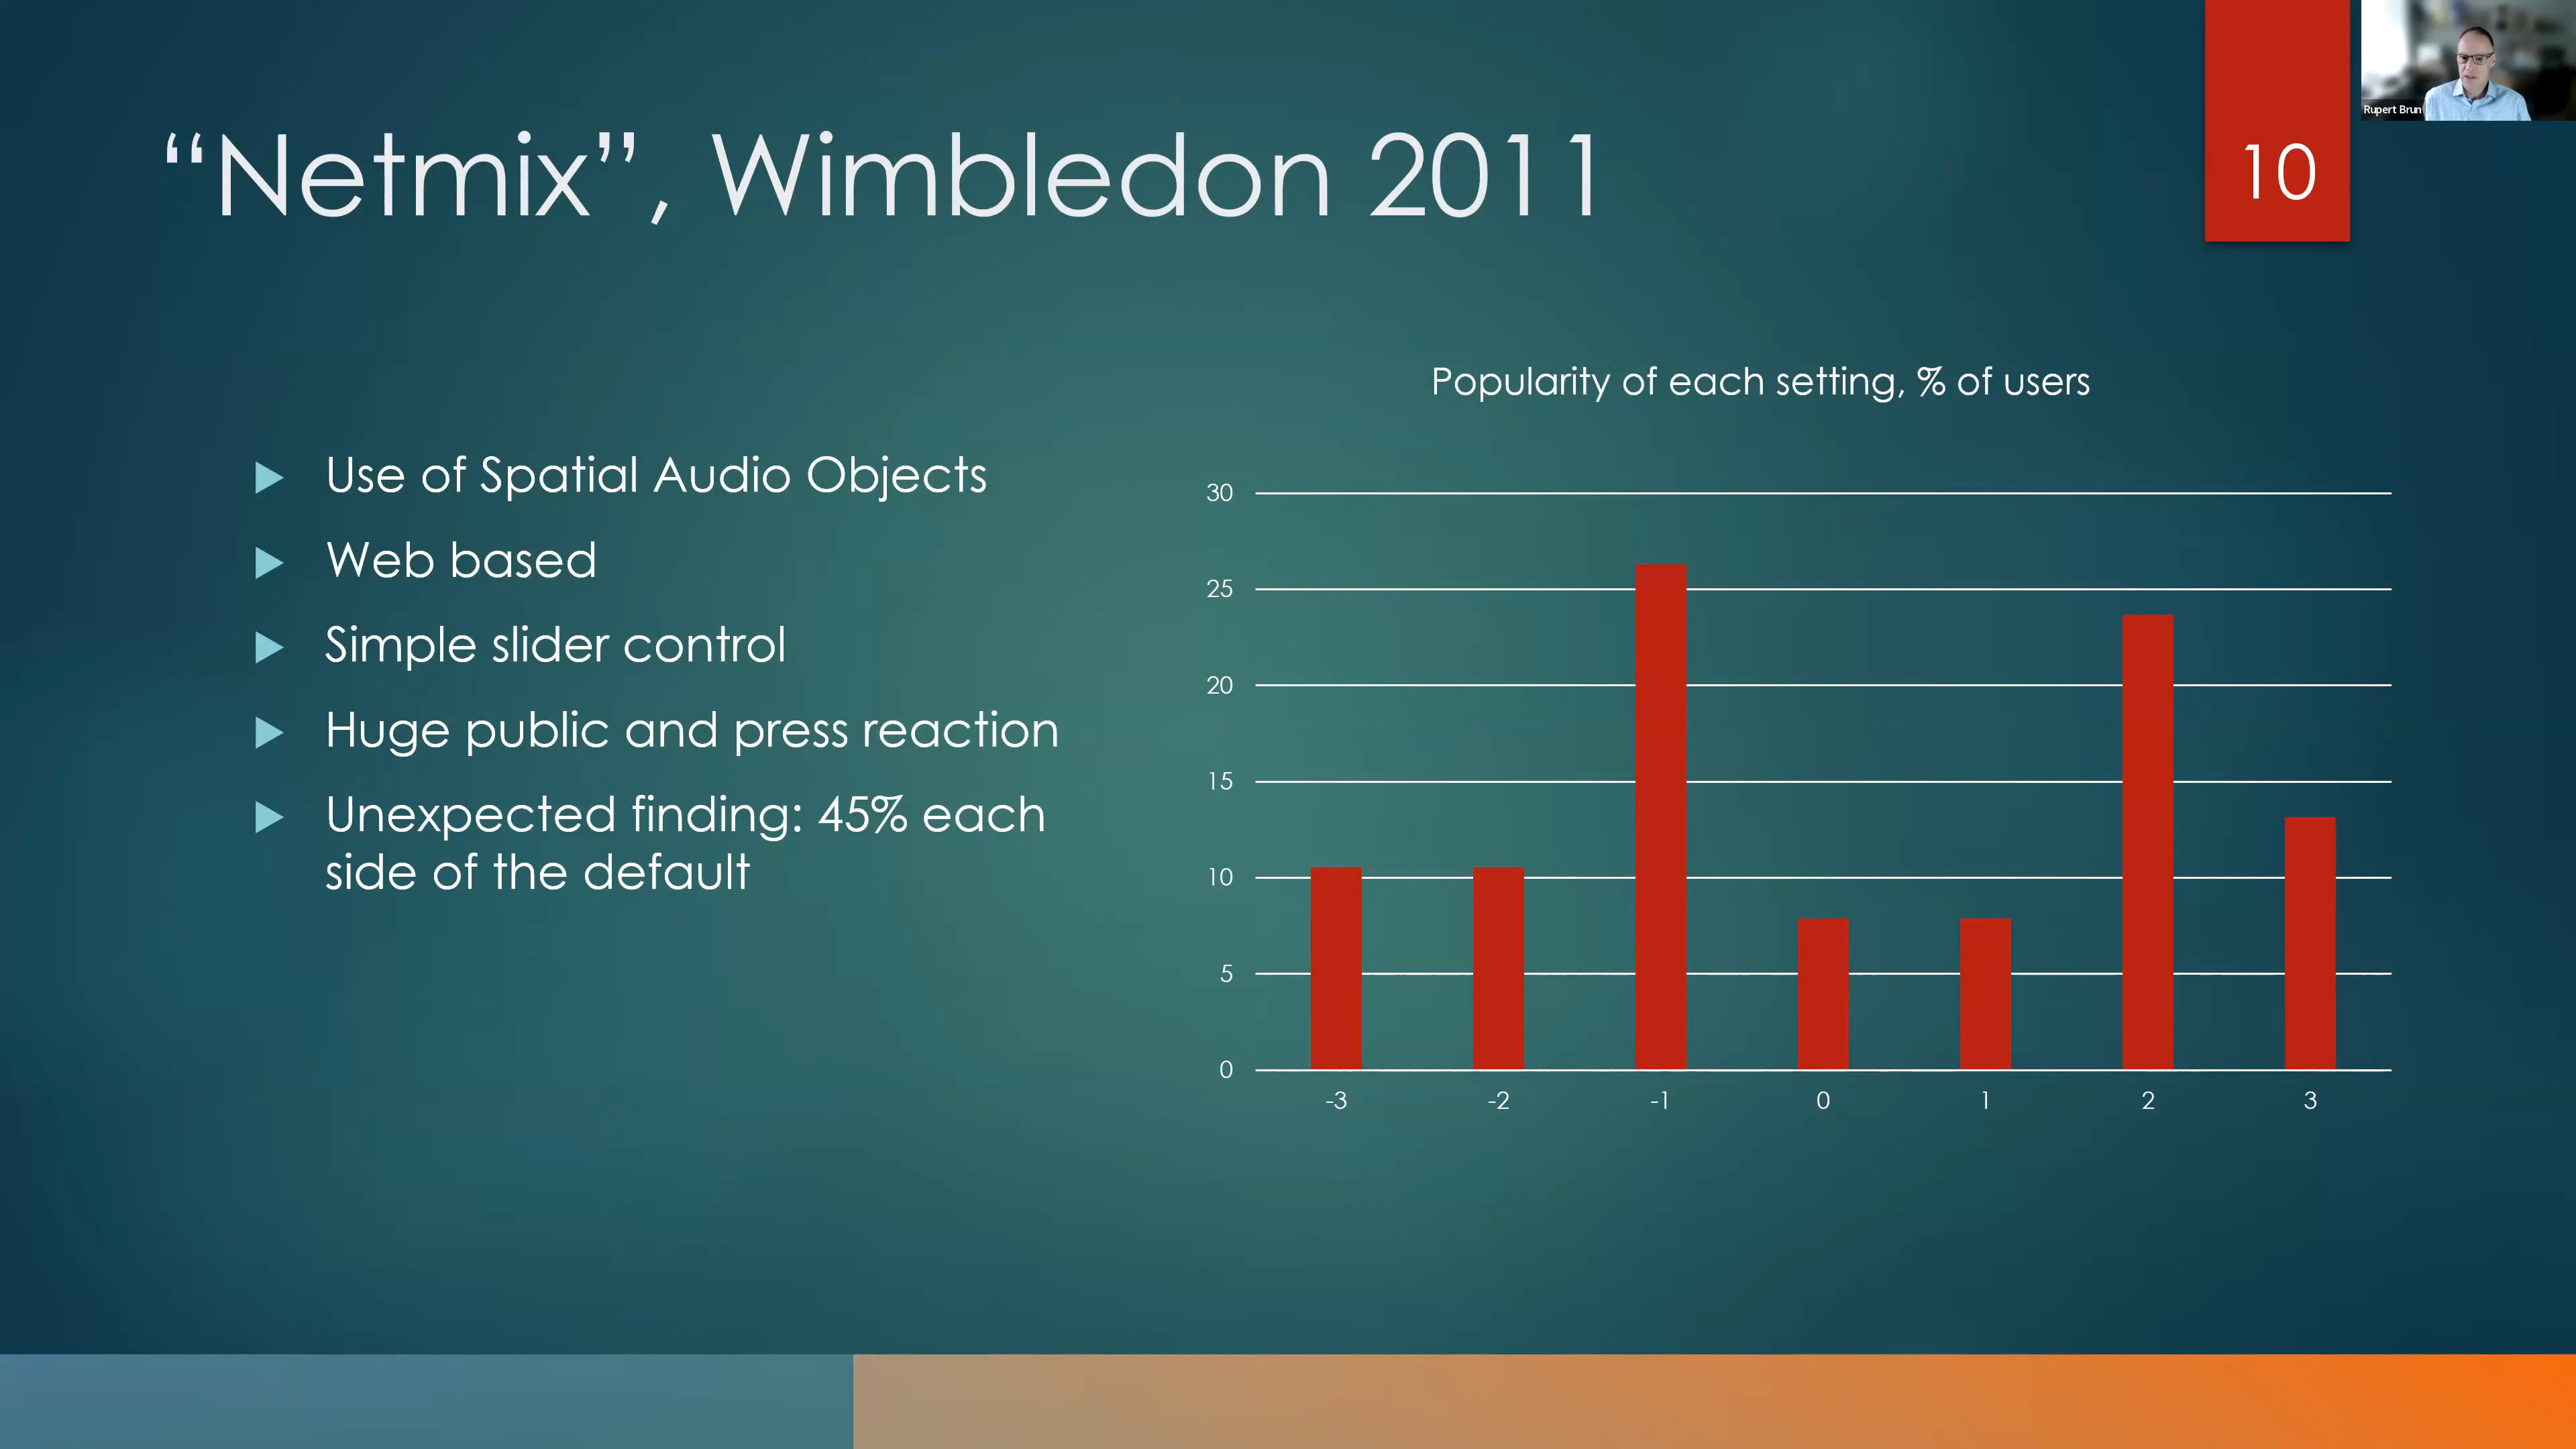 Rupert Brun
“Netmix”, Wimbledon 2011
10
Use of Spatial Audio Objects
Web based
Simple slider control
Huge public and press reaction
Unexpected finding: 45% each
side of the default
Popularity of each setting, % of users
30
25
20
15
10
5
0
-3 -2 -1 0 1 2 3